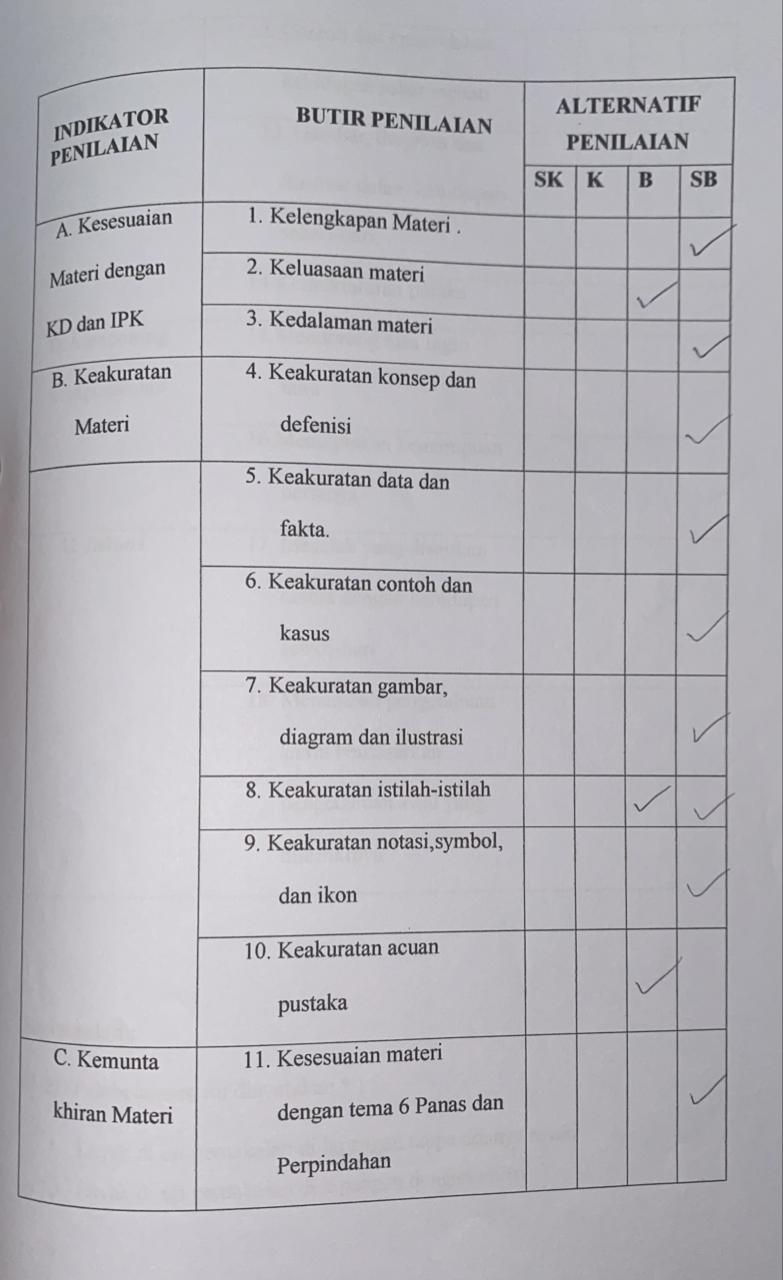 INDIKATOR
PENILAIAN
BUTIR PENILAIAN
ALTERNATIF
PENILAIAN
SK K B SB
A. Kesesuaian
Materi dengan
KD dan IPK
1. Kelengkapan Materi .
2. Keluasaan materi
3. Kedalaman materi
B. Keakuratan
Materi
4. Keakuratan konsep dan
defenisi
5. Keakuratan data dan
fakta.
6. Keakuratan contoh dan
kasus
7. Keakuratan gambar,
diagram dan ilustrasi
8. Keakuratan istilah-istilah
9. Keakuratan notasi,symbol,
dan ikon
10. Keakuratan acuan
pustaka
C. Kemunta
khiran Materi
11. Kesesuaian materi
dengan tema 6 Panas dan
Perpindahan